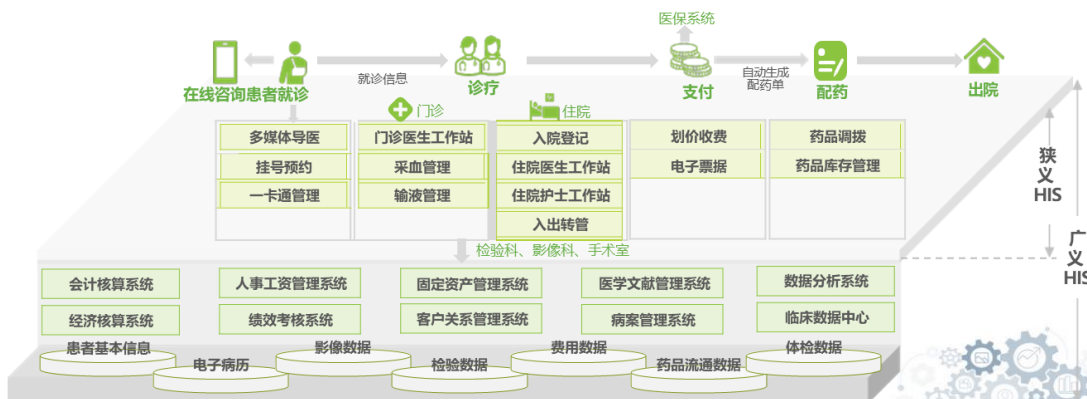 医保系统
就诊信息
自动生成
配药单
在线咨询
患者就诊
诊疗
支付
配药
出院
门诊
住院
多媒体导医
挂号预约
一卡通管理
门诊医生工作站
采血管理
输液管理
入院登记
住院医生工作站
住院护士工作站
入出转管
划价收费
电子票据
药品调拨
药品库存管理
狭
义
HIS
广
义
HIS
检验科、影像科、手术室
会计核算系统
人事工资管理系统
固定资产管理系统
医学文献管理系统
数据分析系统
经济核算系统
绩效考核系统
客户关系管理系统
病案管理系统
临床数据中心
患者基本信息
电子病历
影像数据
检验数据
费用数据
药品流通数据
体检数据